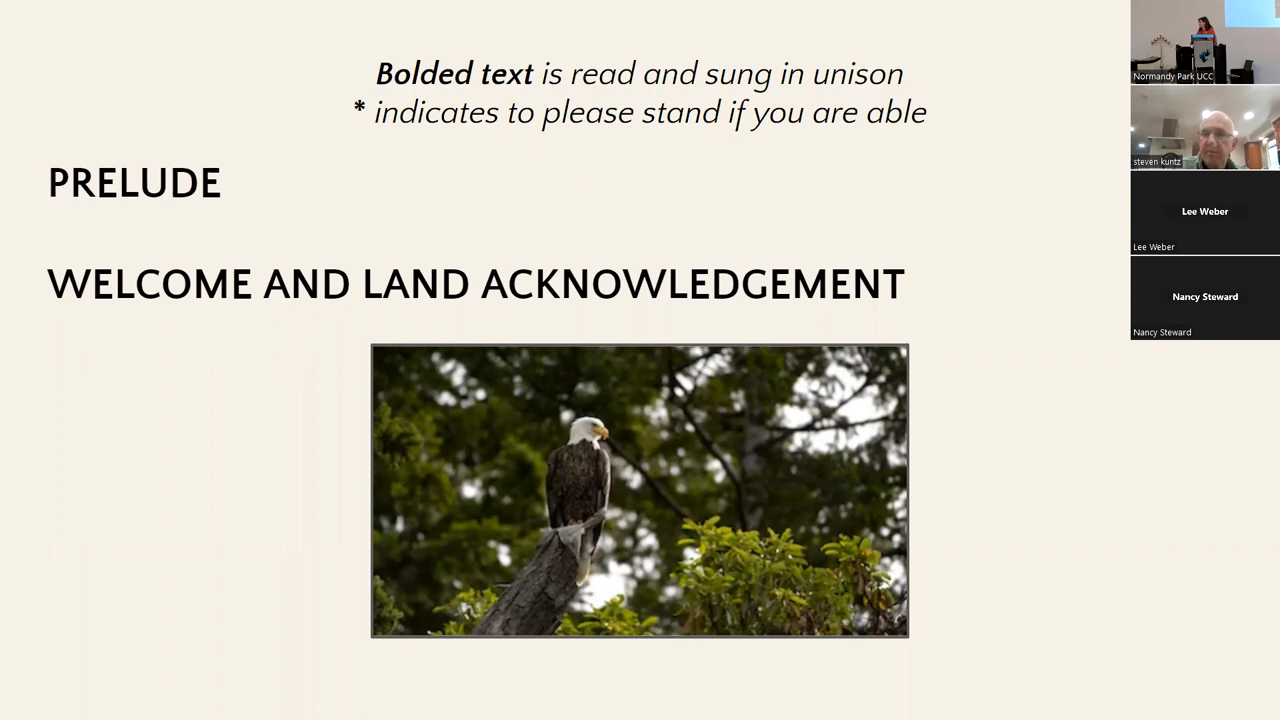 Bolded text is read and sung in unison
* indicates to please stand if you are able
PRELUDE
WELCOME AND LAND ACKNOWLEDGEMENT
Normandy Park UCC
steven kuntz
Lee Weber
Lee Weber
Nancy Steward
Nancy Steward